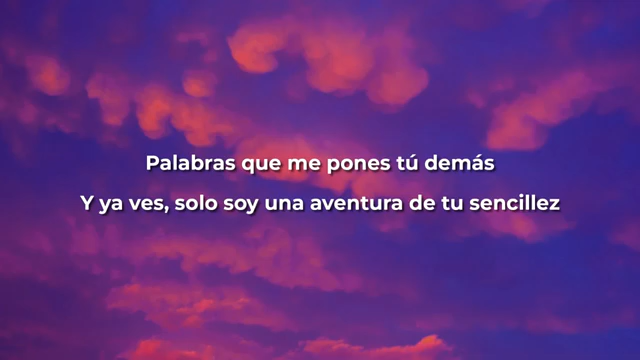 Palabras que me pones tú demás
Y ya ves, solo soy una aventura de tu sencillez